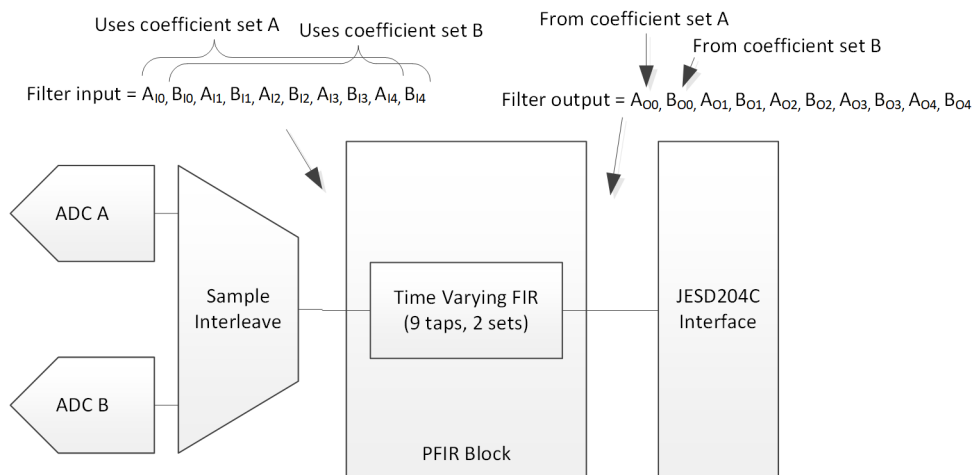 Uses coefficient set A
Uses coefficient set B
From coefficient set A
From coefficient set B
Filter input = AI0, BI0, AI1, BI1, AI2, BI2, AI3, BI3, AI4, BI4
Filter output = AO0, BO0, AO1, BO1, AO2, BO2, AO3, BO3, AO4, BO4
ADC A
ADC B
Sample
Interleave
Time Varying FIR
(9 taps, 2 sets)
PFIR Block
JESD204C
Interface